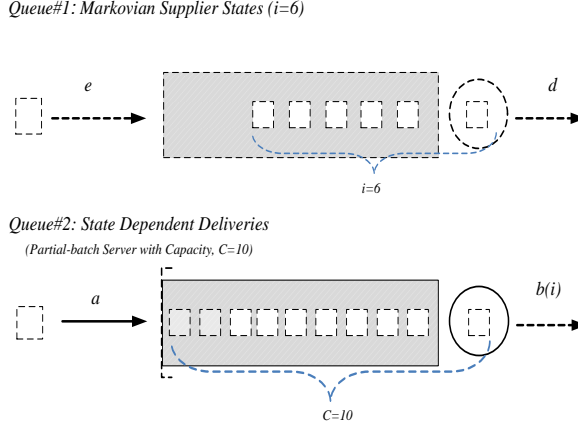 Queue#1: Markovian Supplier States (i=6)
e
d
i=6
Queue#2: State Dependent Deliveries
(Partial-batch Server with Capacity, C=10)
a
b(i)
C=10